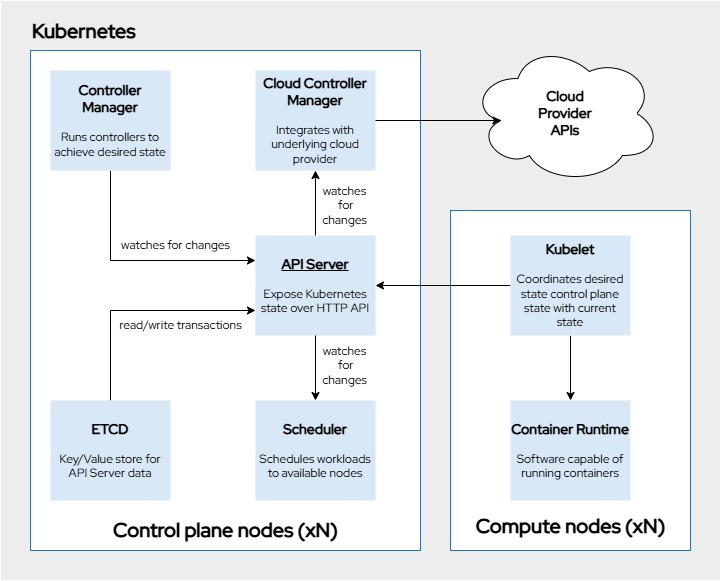 Kubernetes
Controller
Manager
Runs controllers to
achieve desired state
Cloud Controller
Manager
Integrates with
underlying cloud
provider
Cloud
Provider
APIs
watches
for
changes
watches for changes
API Server
Expose Kubernetes
state over HTTP API
Kubelet
Coordinates desired
state control plane
state with current
state
read/write transactions
watches
for
changes
ETCD
Key/Value store for
API Server data
Scheduler
Schedules workloads
to available nodes
Container Runtime
Software capable of
running containers
Control plane nodes (xN)
Compute nodes (xN)